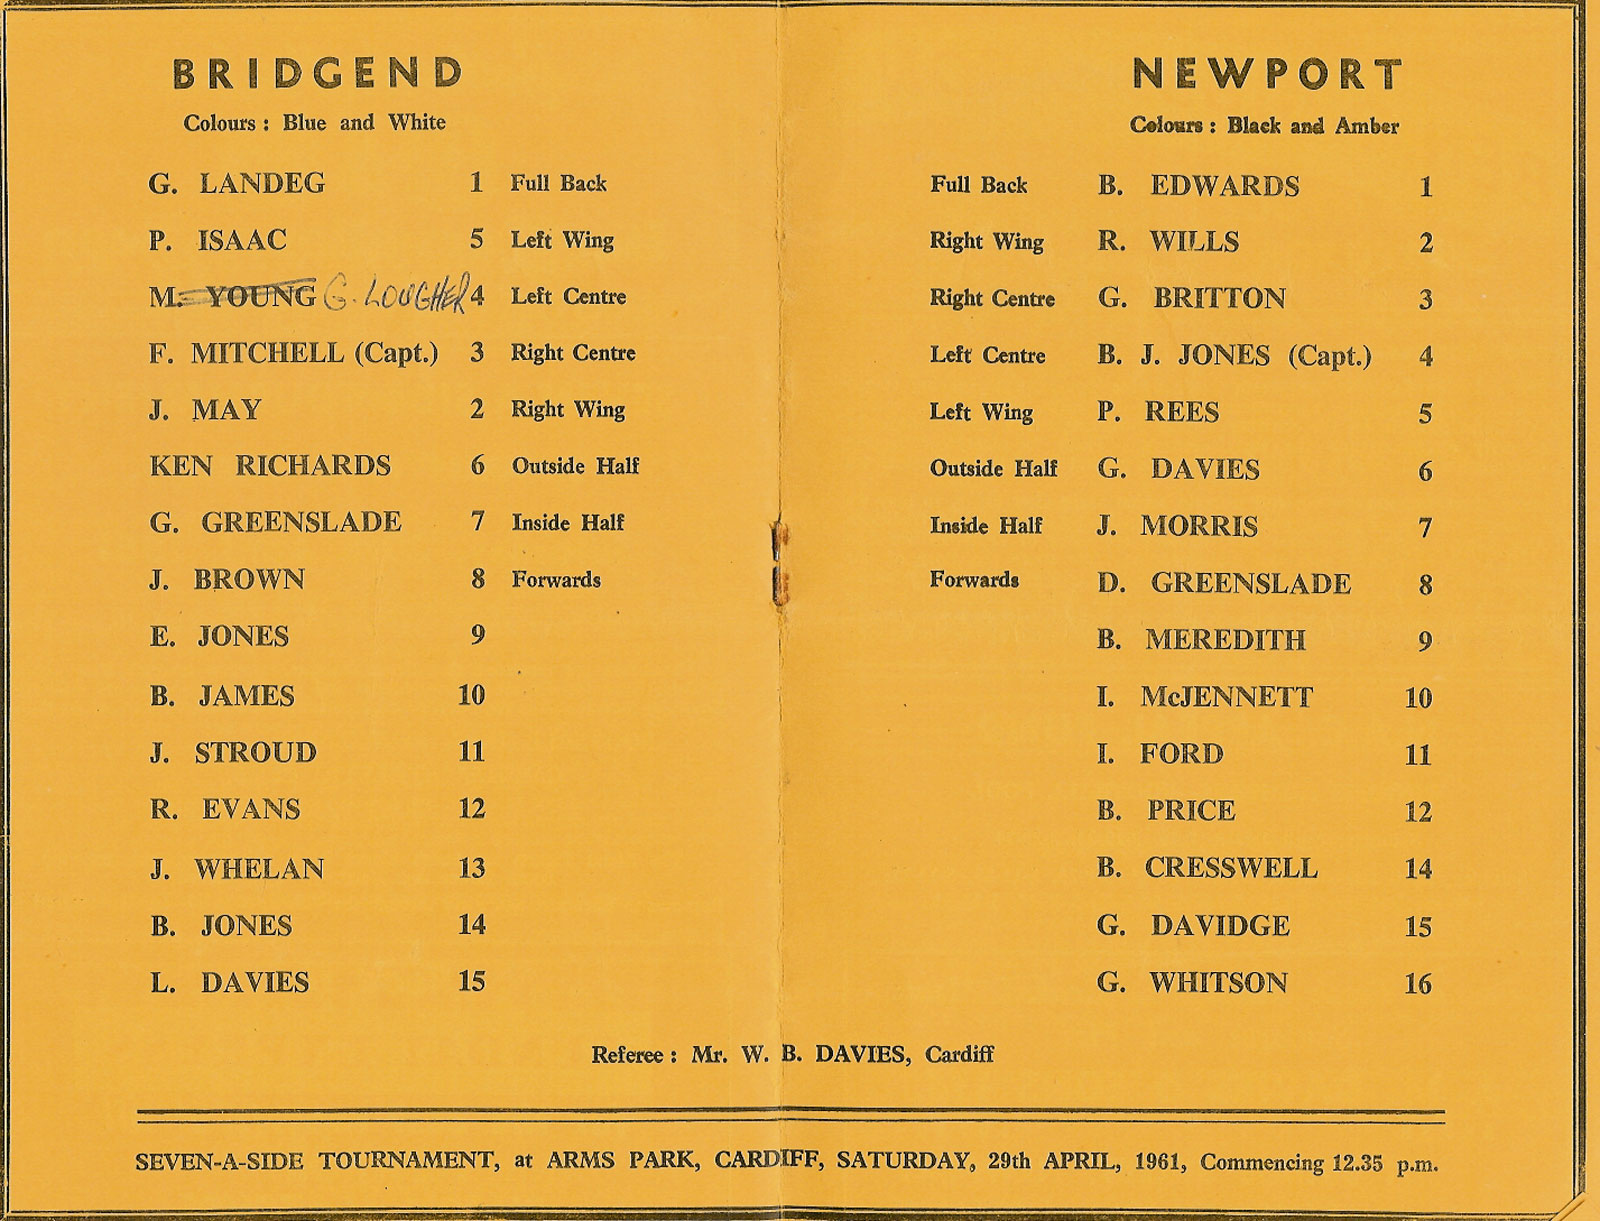 BRIDGEND
Colours : Blue and White
G. LANDEG 1 Full Back
P. ISAAC 5 Left Wing
M. YOUNG G. LOUGHER 4 Left Centre
F. MITCHELL (Capt.) 3 Right Centre
J. MAY 2 Right Wing
KEN RICHARDS 6 Outside Half
G. GREENSLADE 7 Inside Half
J. BROWN 8 Forwards
E. JONES 9
B. JAMES 10
J. STROUD 11
R. EVANS 12
J. WHELAN 13
B. JONES 14
L. DAVIES 15
NEWPORT
Colours : Black and Amber
Full Back B. EDWARDS 1
Right Wing R. WILLS 2
Right Centre G. BRITTON 3
Left Centre B. J. JONES (Capt.) 4
Left Wing P. REES 5
Outside Half G. DAVIES 6
Inside Half J. MORRIS 7
Forwards D. GREENSLADE 8
B. MEREDITH 9
I. McJENNETT 10
I. FORD 11
B. PRICE 12
B. CRESSWELL 14
G. DAVIDGE 15
G. WHITSON 16
Referee : Mr. W. B. DAVIES, Cardiff
SEVEN-A-SIDE TOURNAMENT, at ARMS PARK, CARDIFF, SATURDAY, 29th APRIL, 1961, Commencing 12.35 p.m.